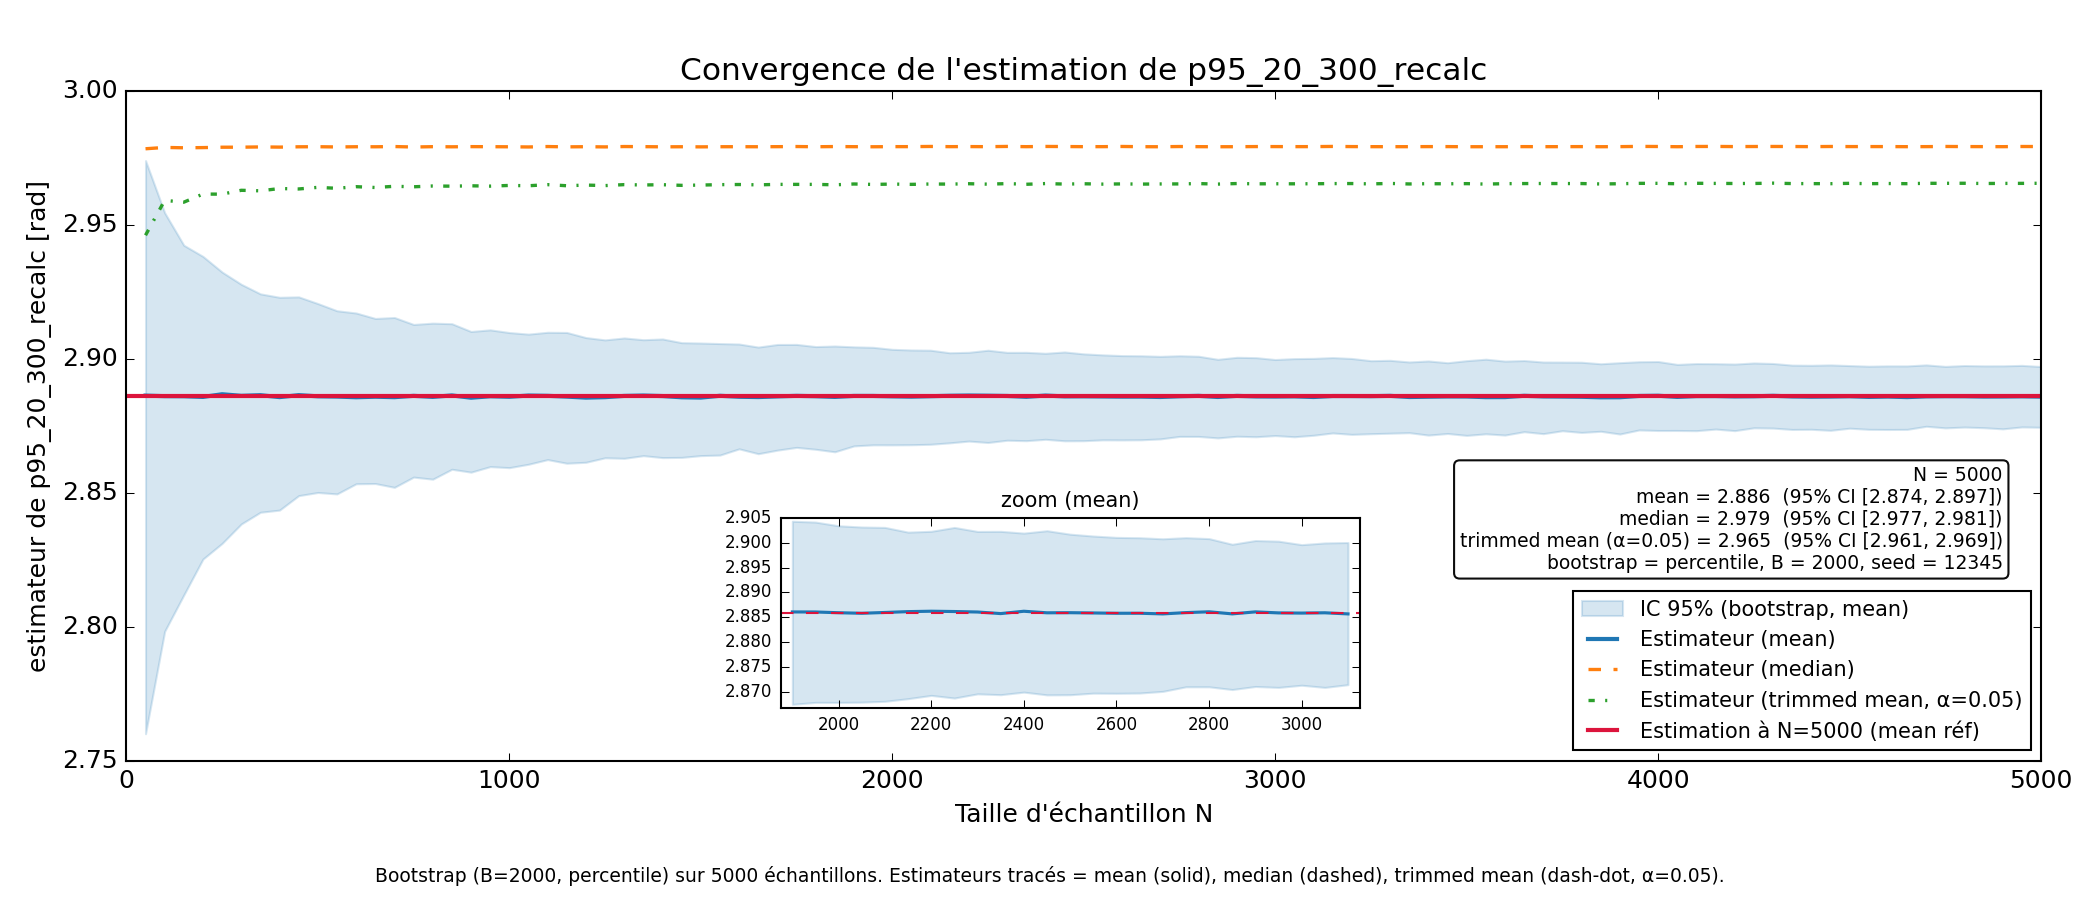 Convergence de l'estimation de p95_20_300_recalc
estimateur de p95_20_300_recalc [rad]
3.00
2.95
2.90
2.85
2.80
2.75
N = 5000
mean = 2.886  (95% CI [2.874, 2.897])
median = 2.979  (95% CI [2.977, 2.981])
trimmed mean (α=0.05) = 2.965  (95% CI [2.961, 2.969])
bootstrap = percentile, B = 2000, seed = 12345
zoom (mean)
2.905
2.900
2.895
2.890
2.885
2.880
2.875
2.870
2000 2200 2400 2600 2800 3000
IC 95% (bootstrap, mean)
Estimateur (mean)
Estimateur (median)
Estimateur (trimmed mean, α=0.05)
Estimation à N=5000 (mean réf)
0 1000 2000 3000 4000 5000
Taille d'échantillon N
Bootstrap (B=2000, percentile) sur 5000 échantillons. Estimateurs tracés = mean (solid), median (dashed), trimmed mean (dash-dot, α=0.05).